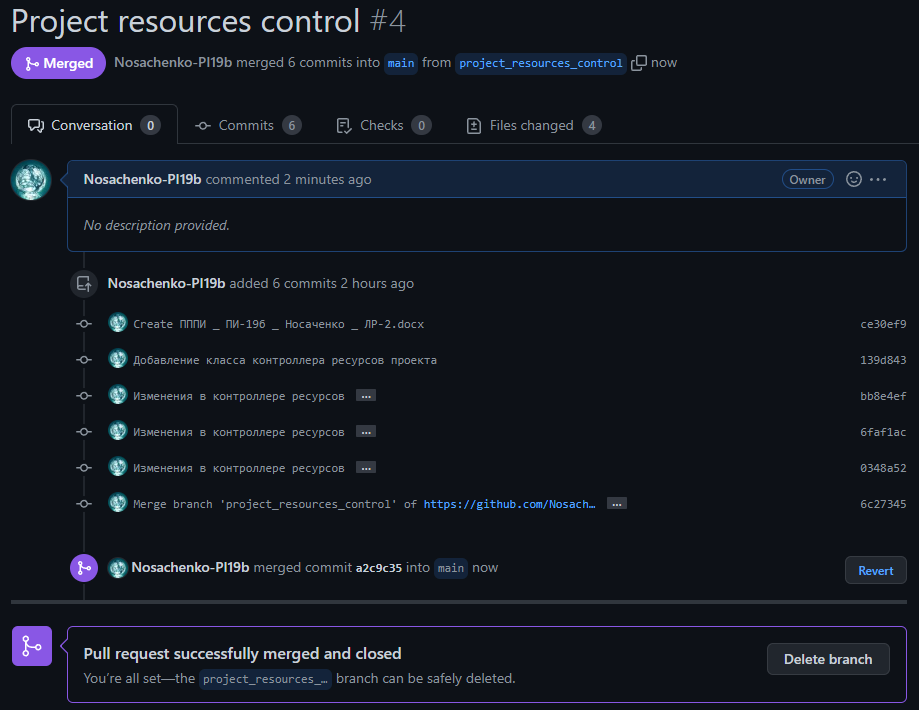 Project resources control #4
Merged Nosachenko-PI19b merged 6 commits into main from project_resources_control now
Conversation 0 Commits 6 Checks 0 Files changed 4
Nosachenko-PI19b commented 2 minutes ago Owner ...
No description provided.
Nosachenko-PI19b added 6 commits 2 hours ago
Create ПППИ _ ПИ-19б _ Носаченко _ ЛР-2.docx ce30ef9
Добавление класса контроллера ресурсов проекта 139d843
Изменения в контроллере ресурсов … bb8e4ef
Изменения в контроллере ресурсов … 6faf1ac
Изменения в контроллере ресурсов … 0348a52
Merge branch 'project_resources_control' of https://github.com/Nosach… … 6c27345
Nosachenko-PI19b merged commit a2c9c35 into main now Revert
Pull request successfully merged and closed
Delete branch
You're all set—the project_resources_… branch can be safely deleted.